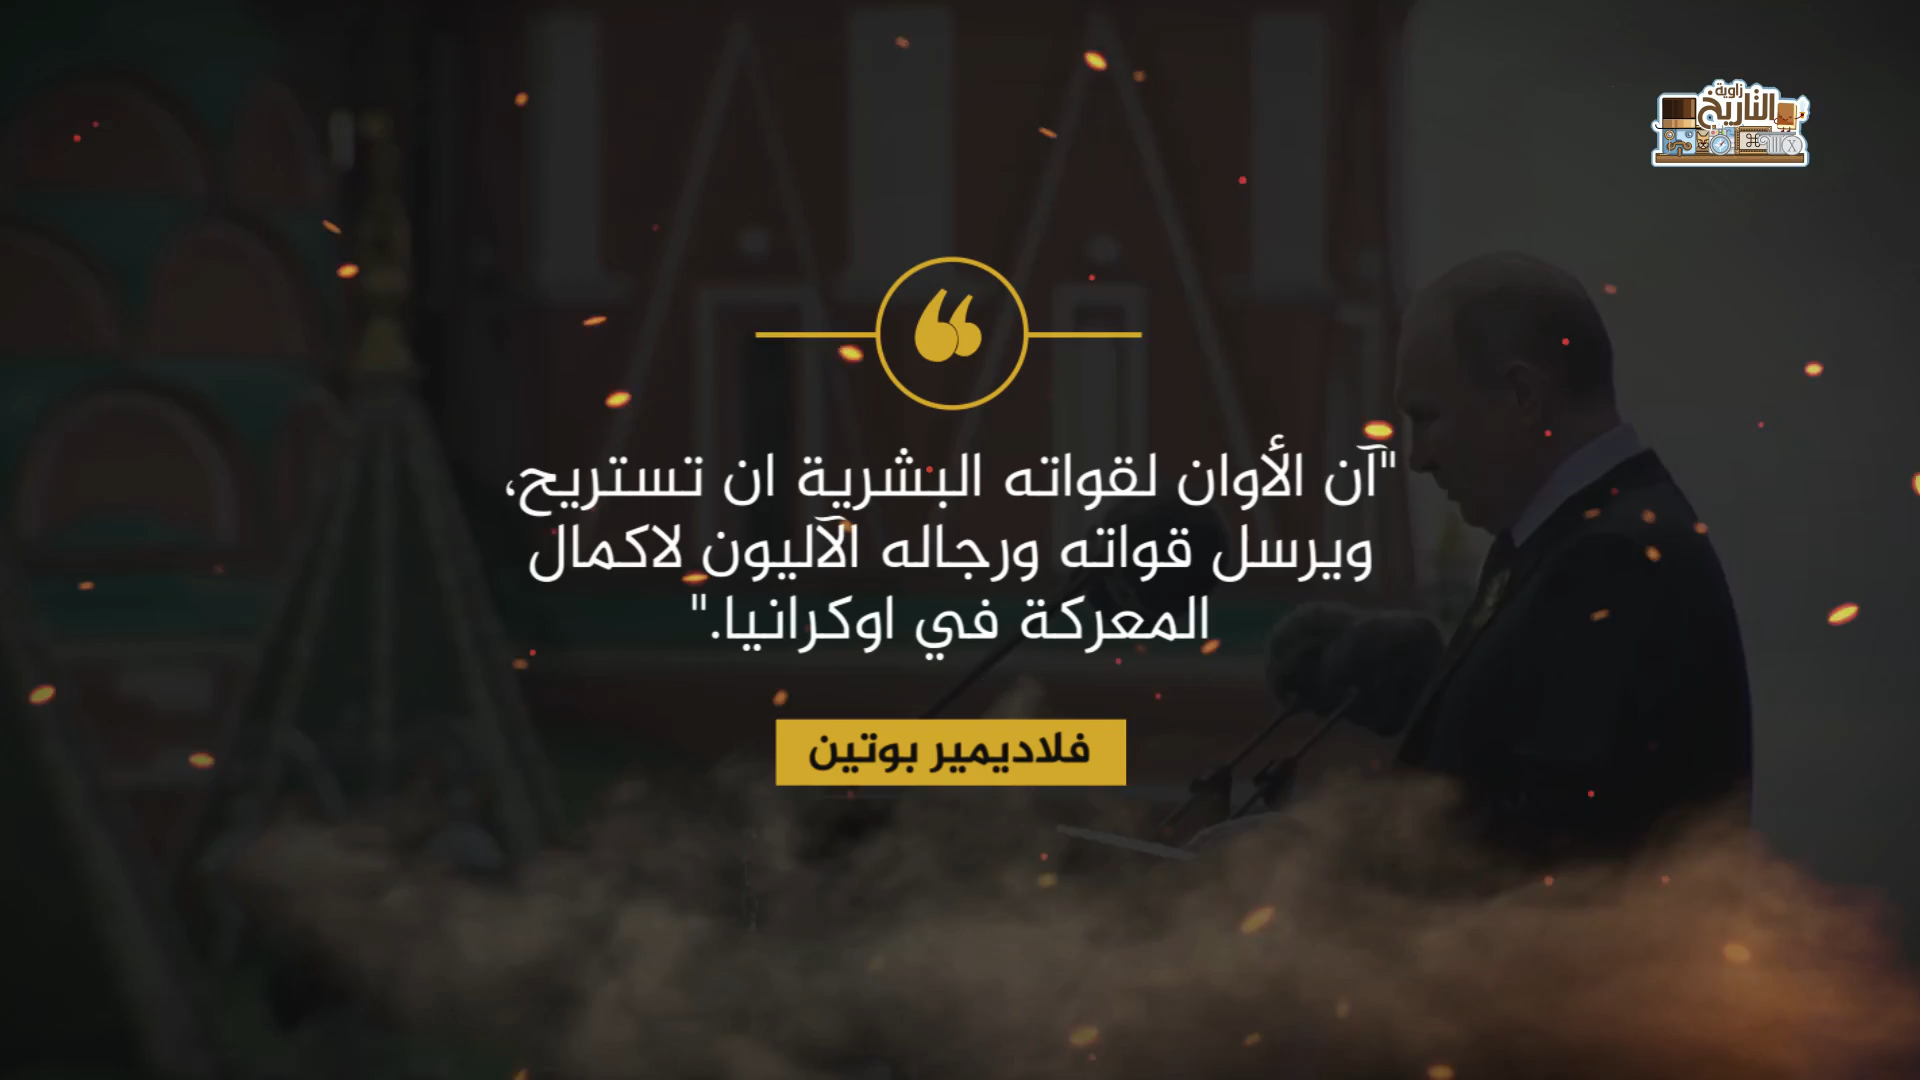 زاوية
التاريخ
"آن الأوان لقواته البشرية ان تستريح،
ويرسل قواته ورجاله الآليون لاكمال
المعركة في اوكرانيا."
فلاديمير بوتين